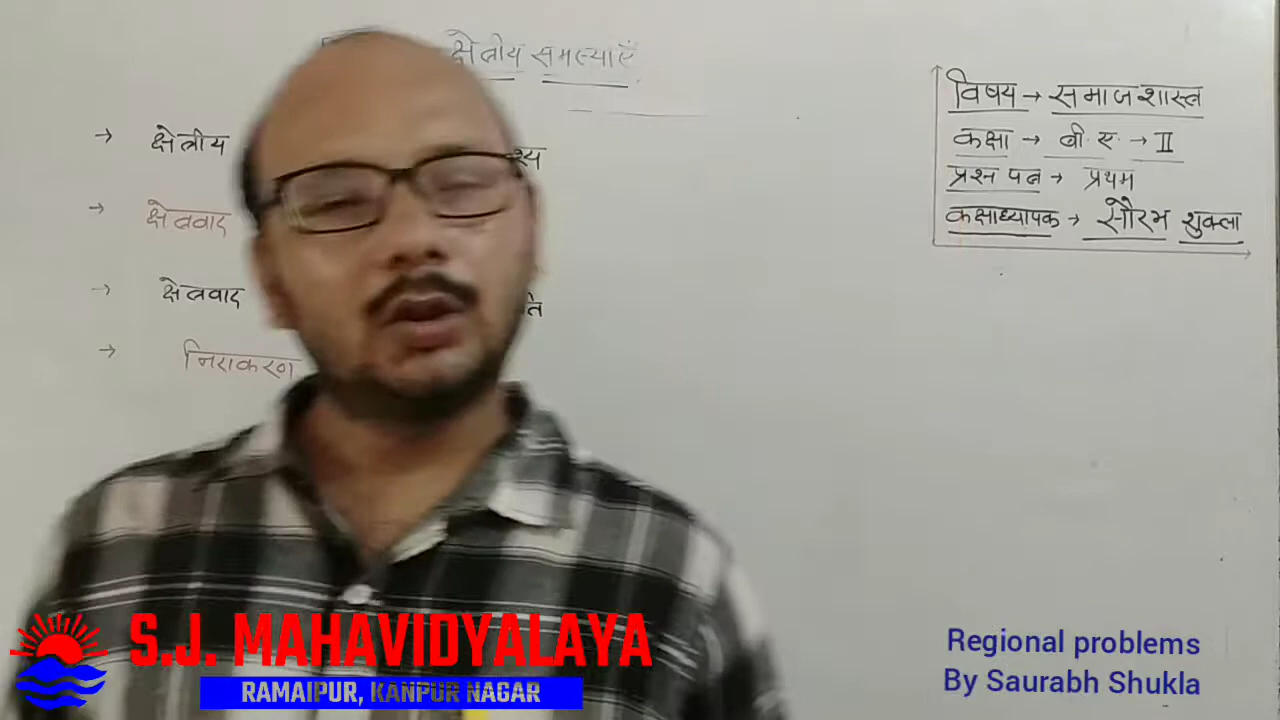 क्षेत्रीय समस्याएँ
→ क्षेत्रीय
→ क्षेत्रवाद
→ क्षेत्रवाद
→ निराकरण
विषय → समाजशास्त्र
कक्षा → बी.ए. → II
प्रश्न पत्र → प्रथम
कक्षाध्यापक → सौरभ शुक्ला
S.J. MAHAVIDYALAYA
RAMAIPUR, KANPUR NAGAR
Regional problems
By Saurabh Shukla